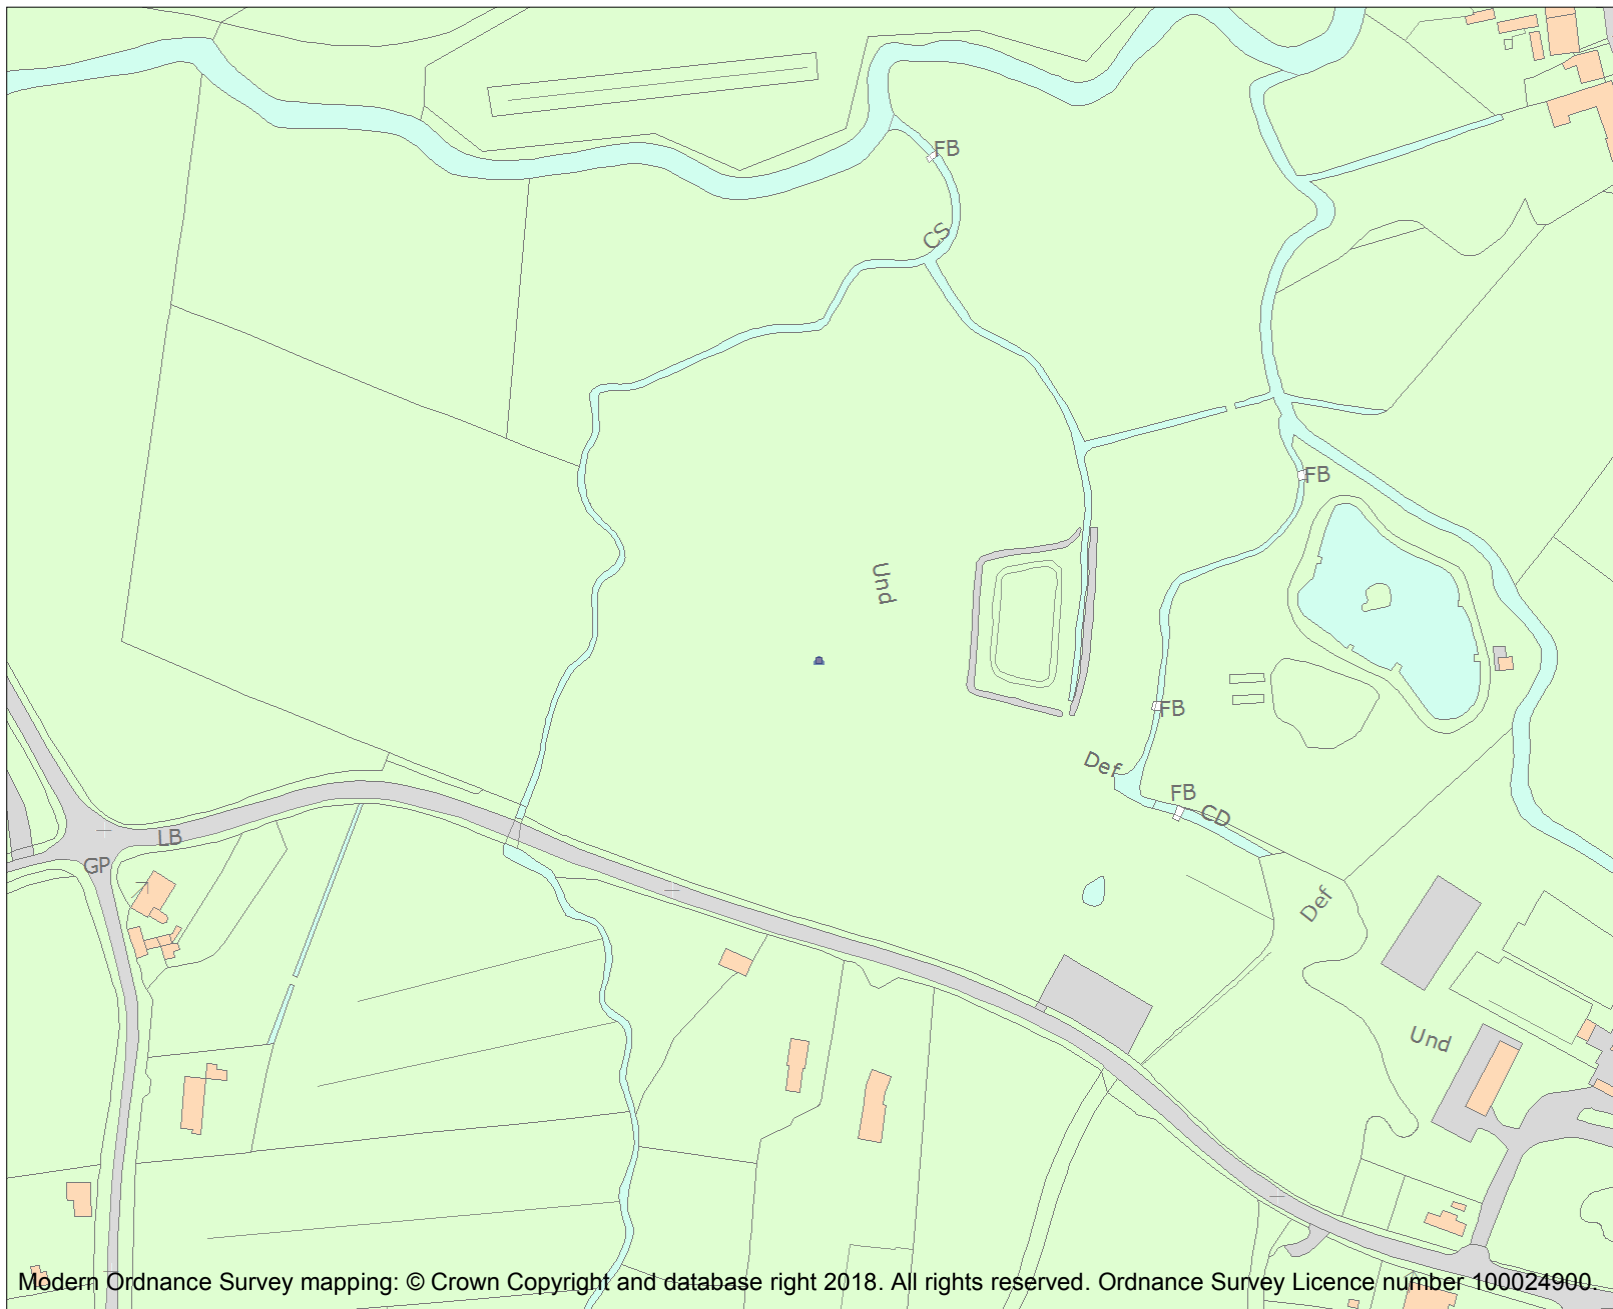 FB
CS
FB
Und
FB
Def
FB
CD
LB
GP
Def
Und
Modern Ordnance Survey mapping: © Crown Copyright and database right 2018. All rights reserved. Ordnance Survey Licence number 100024900.